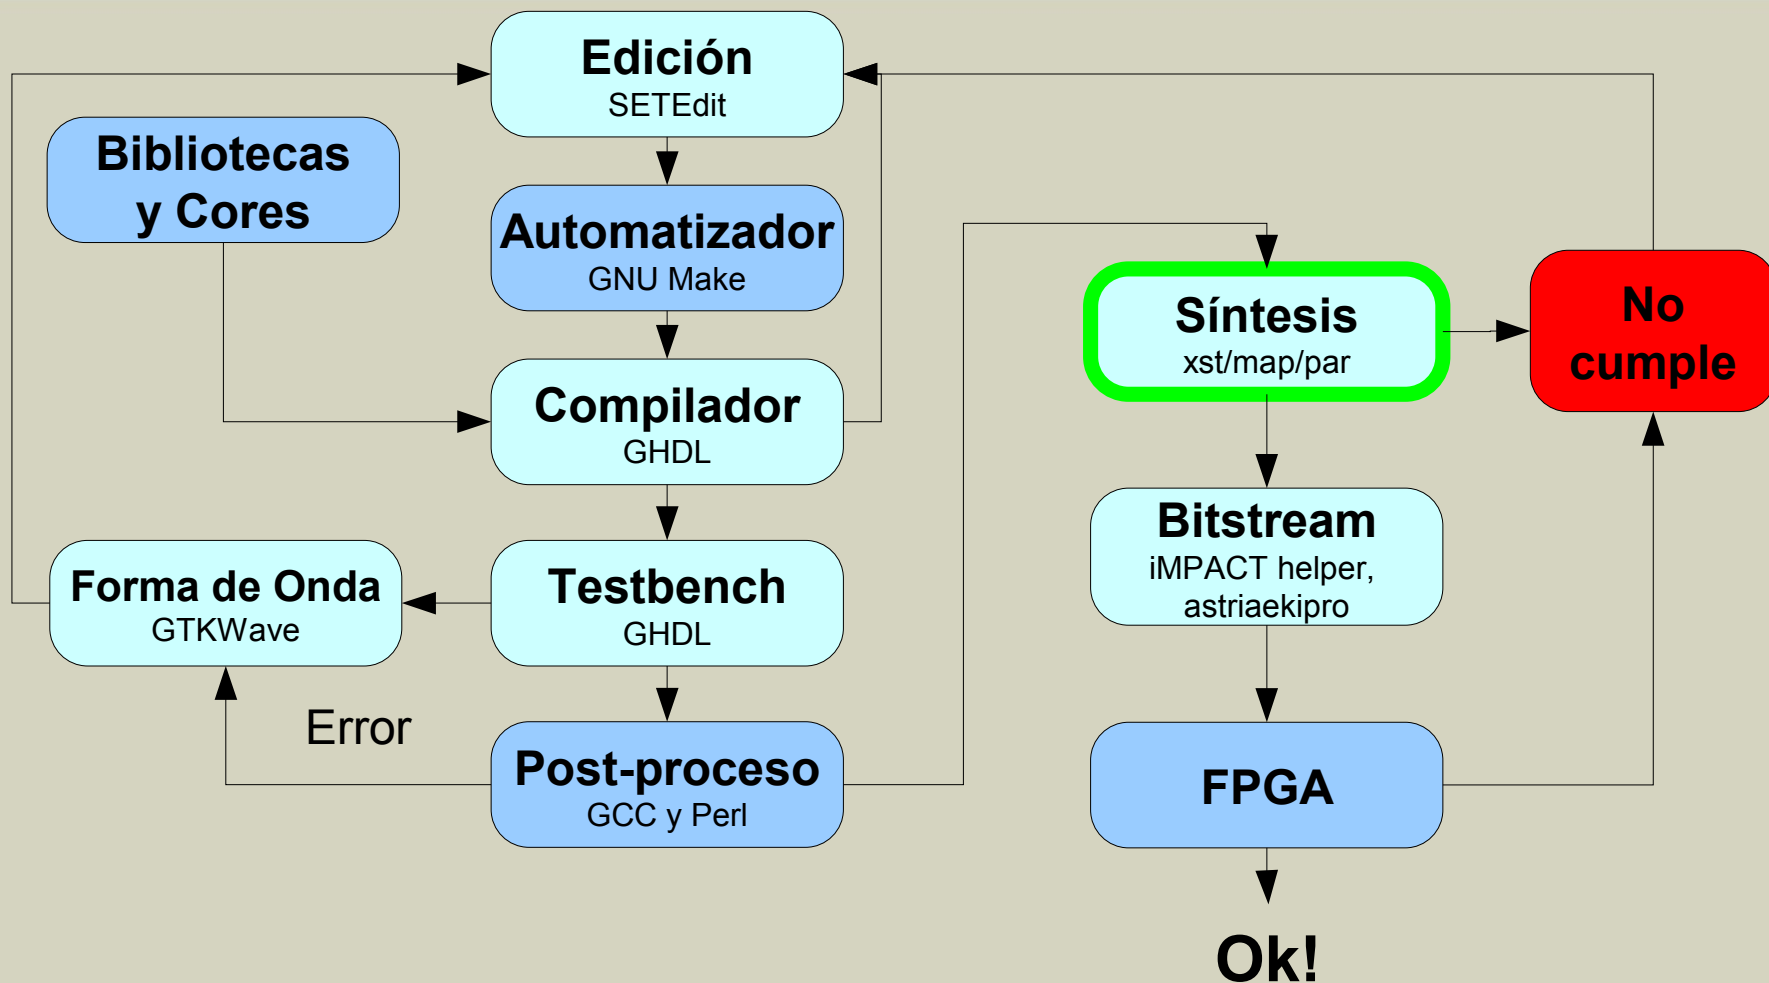 Edición
SETEdit
Bibliotecas
y Cores
Automatizador
GNU Make
Compilador
GHDL
Forma de Onda
GTKWave
Testbench
GHDL
Error
Post-proceso
GCC y Perl
Síntesis
xst/map/par
No
cumple
Bitstream
iMPACT helper,
astriaekipro
FPGA
Ok!